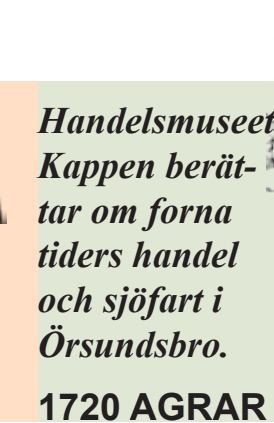 Handelsmuseet
Kappen berät-
tar om forna
tiders handel
och sjöfart i
Örsundsbro.
1720 AGRAR